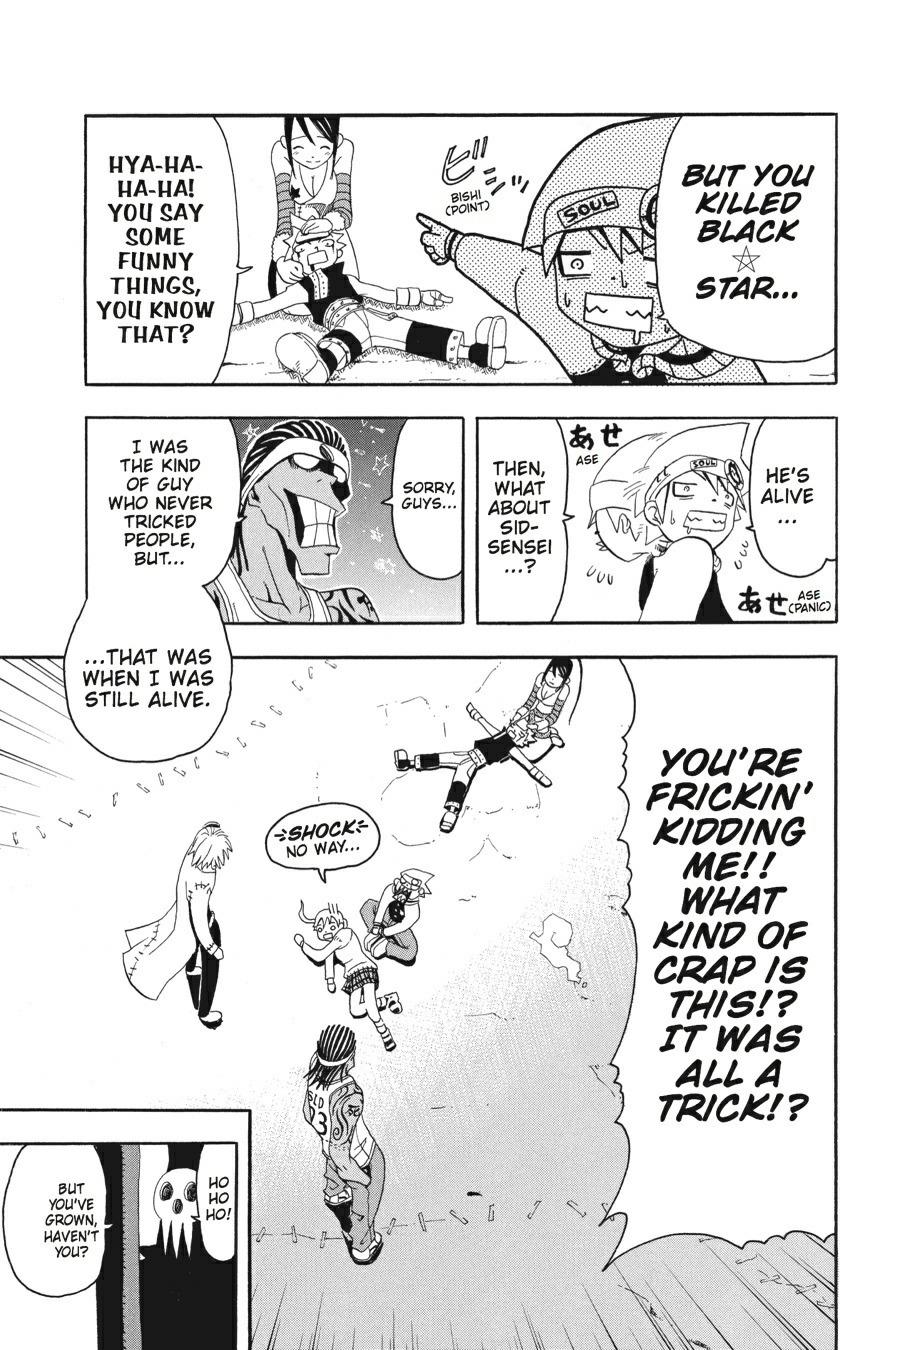 BUT YOU
KILLED
BLACK
☆
STAR...
SOUL
ビシッ
BISHI
(POINT)
HYA-HA-
HA-HA!
YOU SAY
SOME
FUNNY
THINGS,
YOU KNOW
THAT?
HE'S
ALIVE
...
SOUL
あせ
ASE
あせ
ASE
(PANIC)
THEN,
WHAT
ABOUT
SID-
SENSEI
...?
SORRY,
GUYS...
I WAS
THE KIND
OF GUY
WHO NEVER
TRICKED
PEOPLE,
BUT...
...THAT WAS
WHEN I WAS
STILL ALIVE.
YOU'RE
FRICKIN'
KIDDING
ME!!
WHAT
KIND OF
CRAP IS
THIS!?
IT WAS
ALL A
TRICK!?
SHOCK
NO WAY...
SID
HO
HO
HO!
BUT
YOU'VE
GROWN,
HAVEN'T
YOU?